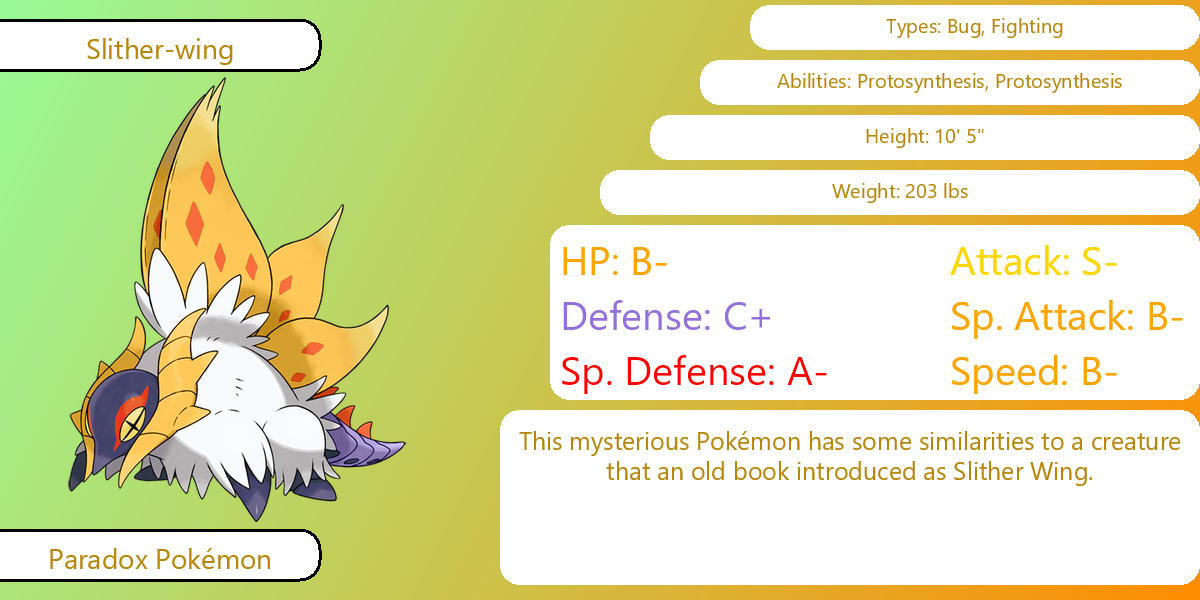 Slither-wing
Types: Bug, Fighting
Abilities: Protosynthesis, Protosynthesis
Height: 10' 5"
Weight: 203 lbs
HP: B-
Attack: S-
Defense: C+
Sp. Attack: B-
Sp. Defense: A-
Speed: B-
This mysterious Pokémon has some similarities to a creature
that an old book introduced as Slither Wing.
Paradox Pokémon